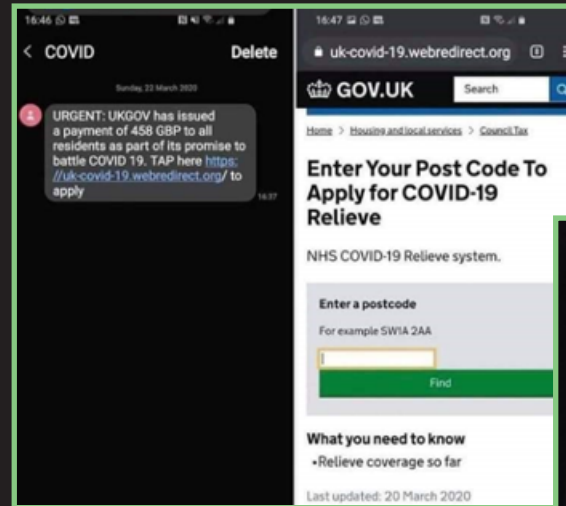 16:46
COVID
Delete
Sunday, 22 March 2020
URGENT: UKGOV has issued
a payment of 458 GBP to all
residents as part of its promise to
battle COVID 19. TAP here https:
//uk-covid-19.webredirect.org/ to
apply
16:37
16:47
uk-covid-19.webredirect.org
GOV.UK
Search
Home > Housing and local services > Council Tax
Enter Your Post Code To
Apply for COVID-19
Relieve
NHS COVID-19 Relieve system.
Enter a postcode
For example SW1A 2AA
Find
What you need to know
•Relieve coverage so far
Last updated: 20 March 2020